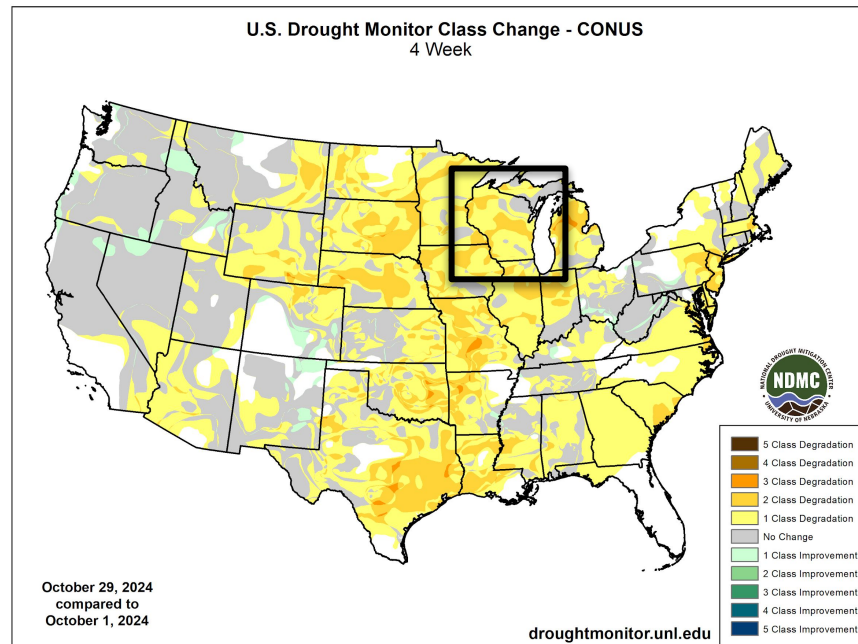 U.S. Drought Monitor Class Change - CONUS
4 Week
NATIONAL DROUGHT MITIGATION CENTER
NDMC
UNIVERSITY OF NEBRASKA
5 Class Degradation
4 Class Degradation
3 Class Degradation
2 Class Degradation
1 Class Degradation
No Change
1 Class Improvement
2 Class Improvement
3 Class Improvement
4 Class Improvement
5 Class Improvement
October 29, 2024
compared to
October 1, 2024
droughtmonitor.unl.edu